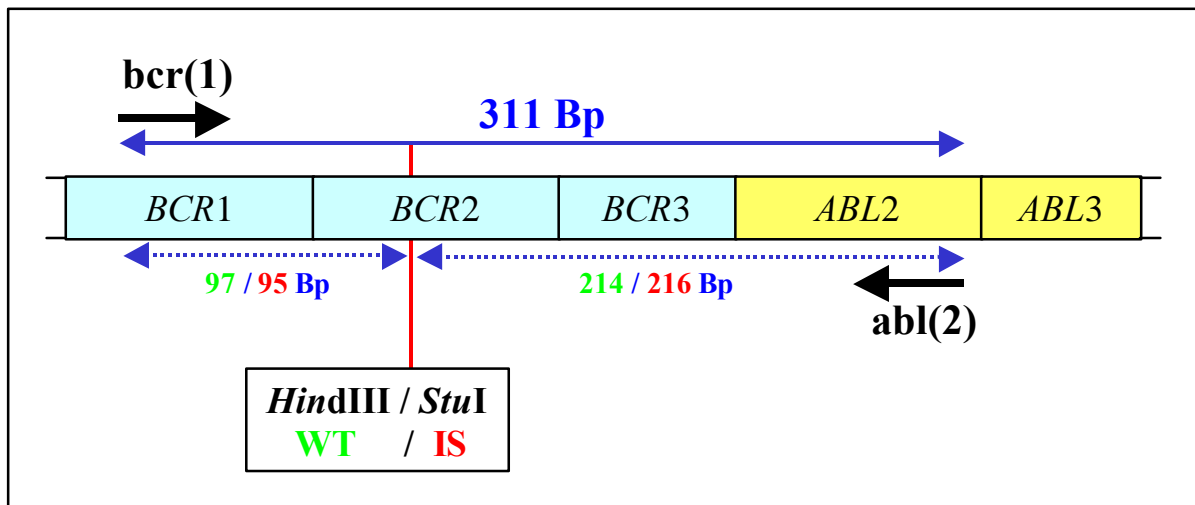 bcr(1)
311 Bp
BCR1 BCR2 BCR3 ABL2 ABL3
97 / 95 Bp 214 / 216 Bp
abl(2)
HindIII / StuI
WT / IS